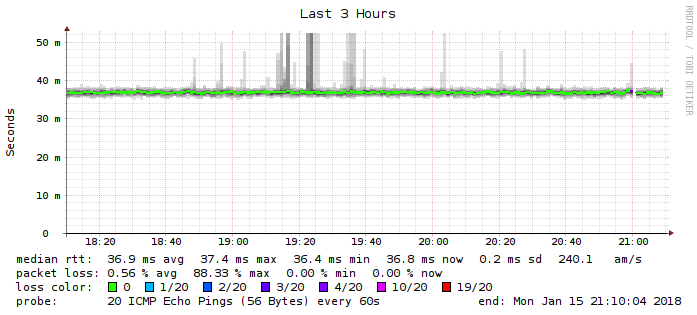 Last 3 Hours
RRDTOOL / TOBI OETIKER
Seconds
50 m
40 m
30 m
20 m
10 m
0
18:20 18:40 19:00 19:20 19:40 20:00 20:20 20:40 21:00
median rtt: 36.9 ms avg 37.4 ms max 36.4 ms min 36.8 ms now 0.2 ms sd 240.1 am/s
packet loss: 0.56 % avg 88.33 % max 0.00 % min 0.00 % now
loss color: 0 1/20 2/20 3/20 4/20 10/20 19/20
probe: 20 ICMP Echo Pings (56 Bytes) every 60s end: Mon Jan 15 21:10:04 2018